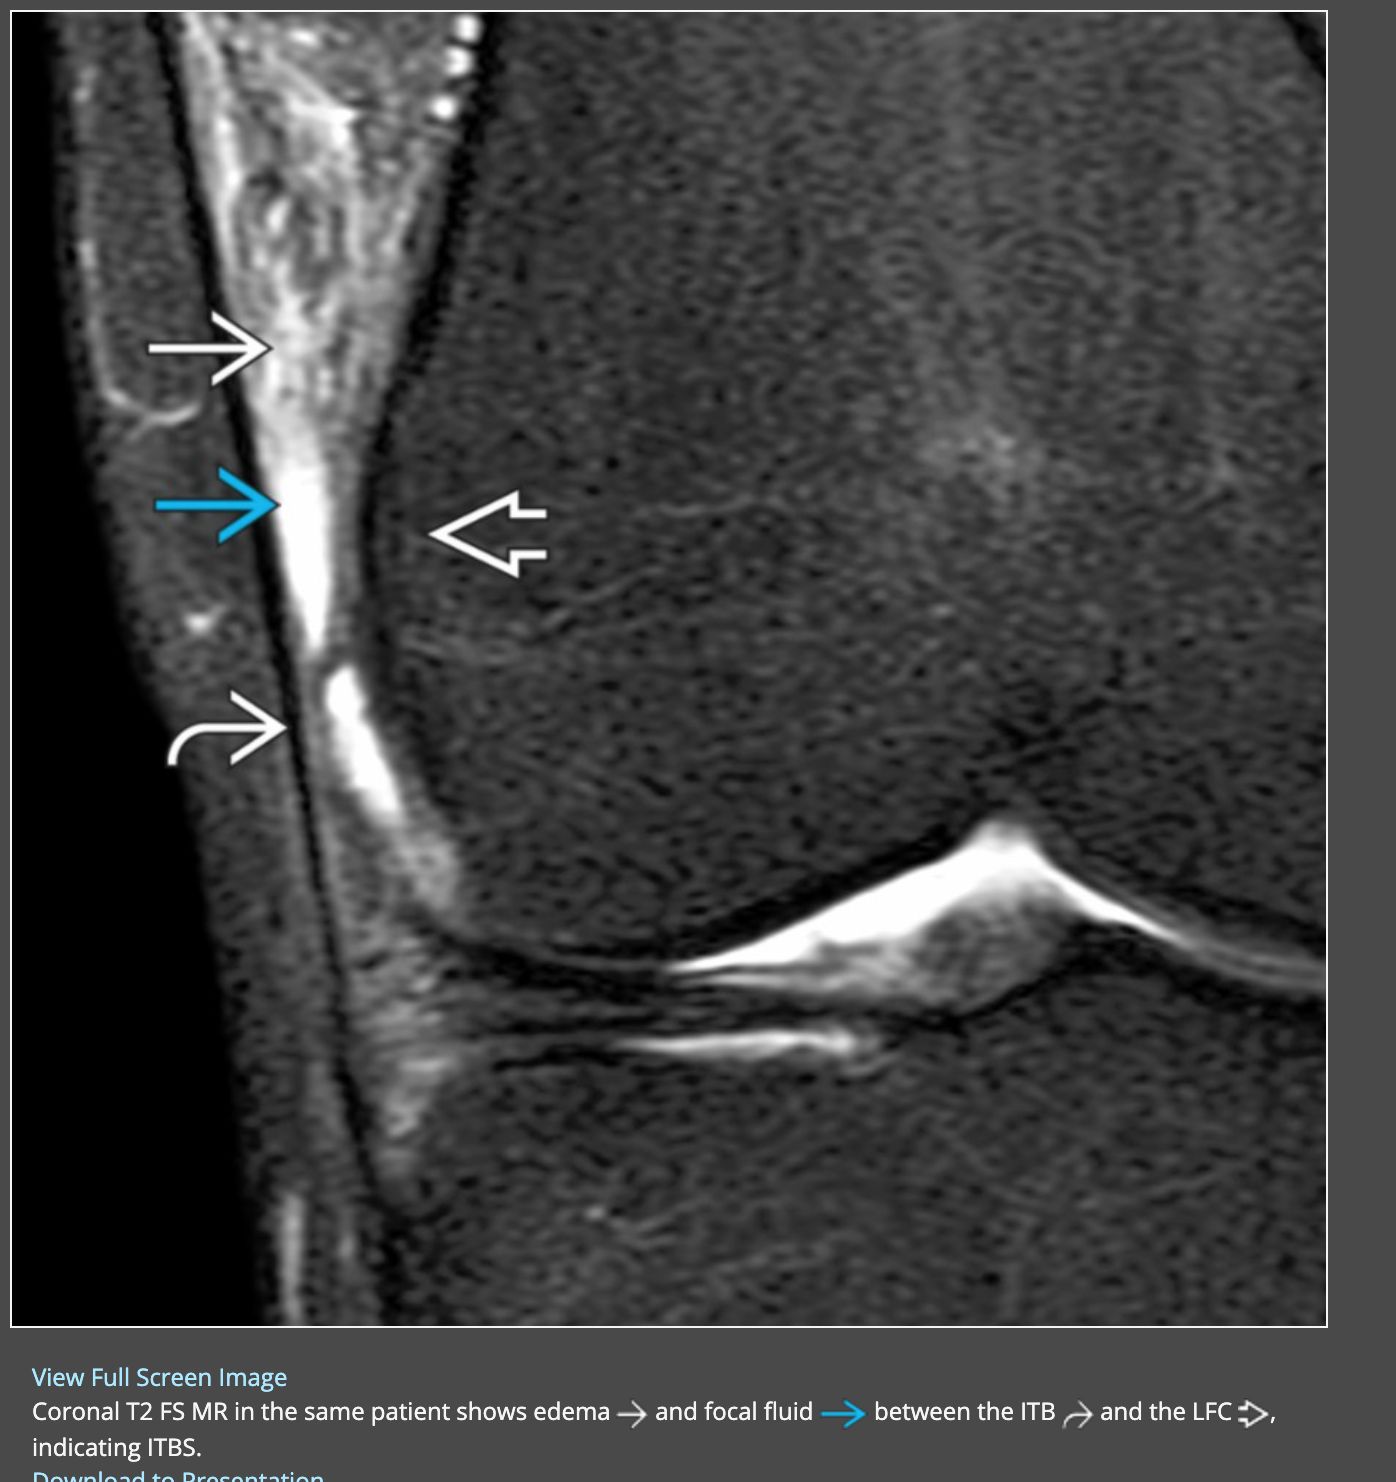 View Full Screen Image
Coronal T2 FS MR in the same patient shows edema → and focal fluid → between the ITB ↱ and the LFC ⇨,
indicating ITBS.
Download to Presentation